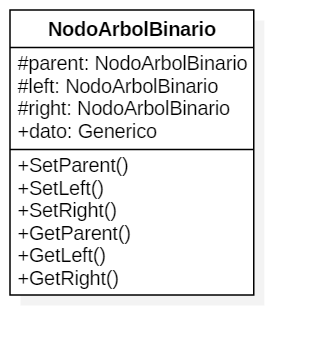 NodoArbolBinario
#parent: NodoArbolBinario
#left: NodoArbolBinario
#right: NodoArbolBinario
+dato: Generico
+SetParent()
+SetLeft()
+SetRight()
+GetParent()
+GetLeft()
+GetRight()